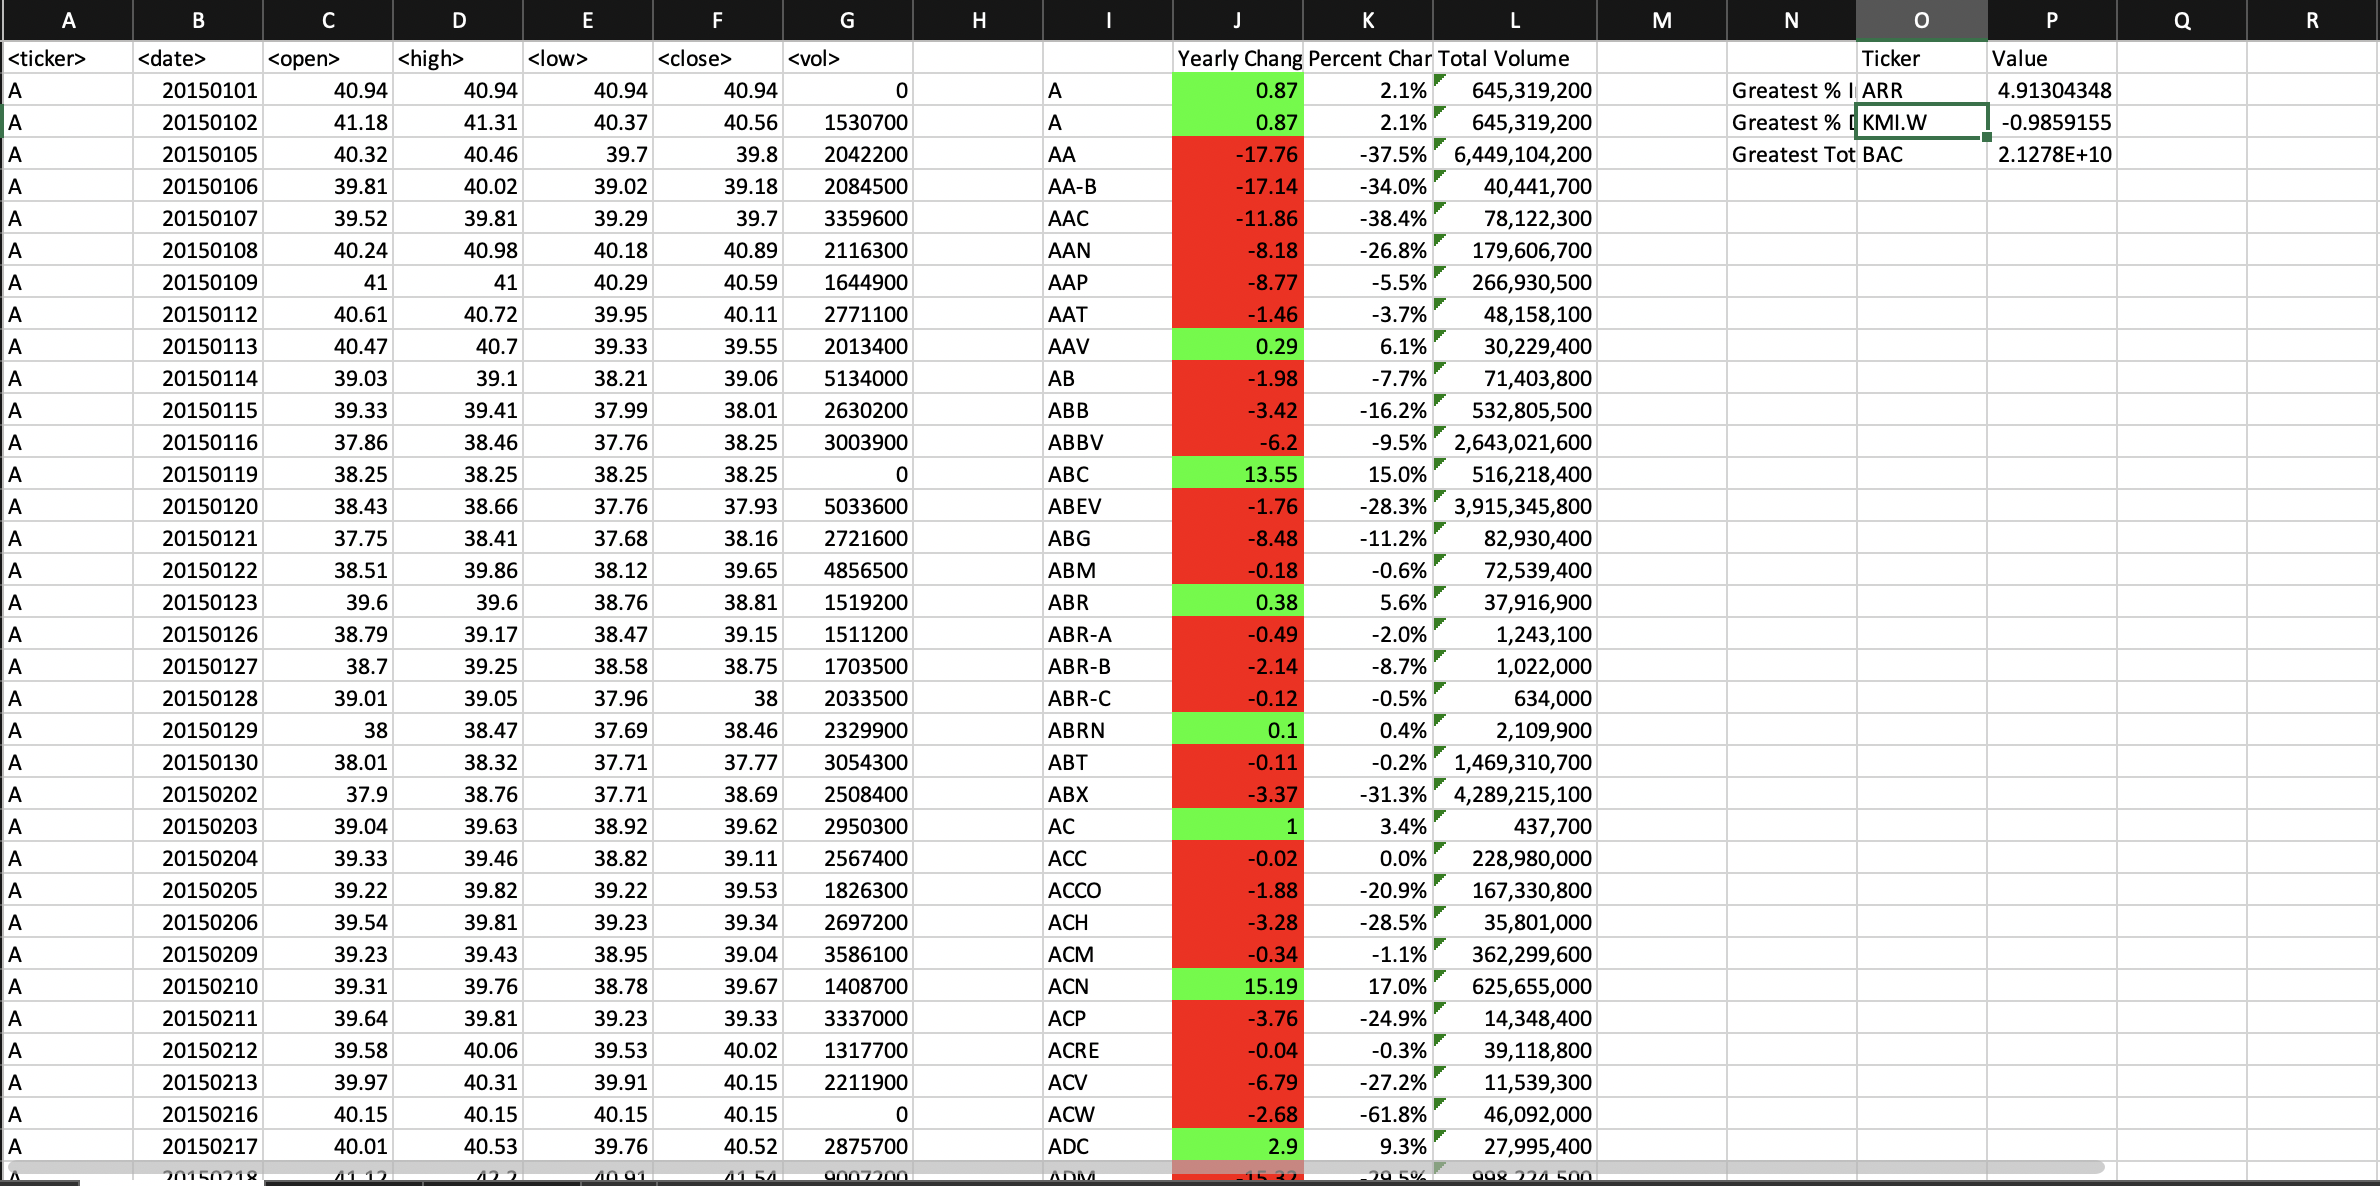 A B C D E F G H I J K L M N O P Q R
<ticker> <date> <open> <high> <low> <close> <vol> Yearly Chang Percent Char Total Volume Ticker Value
A 20150101 40.94 40.94 40.94 40.94 0 A 0.87 2.1% 645,319,200 Greatest % I ARR 4.91304348
A 20150102 41.18 41.31 40.37 40.56 1530700 A 0.87 2.1% 645,319,200 Greatest % D KMI.W -0.9859155
A 20150105 40.32 40.46 39.7 39.8 2042200 AA -17.76 -37.5% 6,449,104,200 Greatest Tot BAC 2.1278E+10
A 20150106 39.81 40.02 39.02 39.18 2084500 AA-B -17.14 -34.0% 40,441,700
A 20150107 39.52 39.81 39.29 39.7 3359600 AAC -11.86 -38.4% 78,122,300
A 20150108 40.24 40.98 40.18 40.89 2116300 AAN -8.18 -26.8% 179,606,700
A 20150109 41 41 40.29 40.59 1644900 AAP -8.77 -5.5% 266,930,500
A 20150112 40.61 40.72 39.95 40.11 2771100 AAT -1.46 -3.7% 48,158,100
A 20150113 40.47 40.7 39.33 39.55 2013400 AAV 0.29 6.1% 30,229,400
A 20150114 39.03 39.1 38.21 39.06 5134000 AB -1.98 -7.7% 71,403,800
A 20150115 39.33 39.41 37.99 38.01 2630200 ABB -3.42 -16.2% 532,805,500
A 20150116 37.86 38.46 37.76 38.25 3003900 ABBV -6.2 -9.5% 2,643,021,600
A 20150119 38.25 38.25 38.25 38.25 0 ABC 13.55 15.0% 516,218,400
A 20150120 38.43 38.66 37.76 37.93 5033600 ABEV -1.76 -28.3% 3,915,345,800
A 20150121 37.75 38.41 37.68 38.16 2721600 ABG -8.48 -11.2% 82,930,400
A 20150122 38.51 39.86 38.12 39.65 4856500 ABM -0.18 -0.6% 72,539,400
A 20150123 39.6 39.6 38.76 38.81 1519200 ABR 0.38 5.6% 37,916,900
A 20150126 38.79 39.17 38.47 39.15 1511200 ABR-A -0.49 -2.0% 1,243,100
A 20150127 38.7 39.25 38.58 38.75 1703500 ABR-B -2.14 -8.7% 1,022,000
A 20150128 39.01 39.05 37.96 38 2033500 ABR-C -0.12 -0.5% 634,000
A 20150129 38 38.47 37.69 38.46 2329900 ABRN 0.1 0.4% 2,109,900
A 20150130 38.01 38.32 37.71 37.77 3054300 ABT -0.11 -0.2% 1,469,310,700
A 20150202 37.9 38.76 37.71 38.69 2508400 ABX -3.37 -31.3% 4,289,215,100
A 20150203 39.04 39.63 38.92 39.62 2950300 AC 1 3.4% 437,700
A 20150204 39.33 39.46 38.82 39.11 2567400 ACC -0.02 0.0% 228,980,000
A 20150205 39.22 39.82 39.22 39.53 1826300 ACCO -1.88 -20.9% 167,330,800
A 20150206 39.54 39.81 39.23 39.34 2697200 ACH -3.28 -28.5% 35,801,000
A 20150209 39.23 39.43 38.95 39.04 3586100 ACM -0.34 -1.1% 362,299,600
A 20150210 39.31 39.76 38.78 39.67 1408700 ACN 15.19 17.0% 625,655,000
A 20150211 39.64 39.81 39.23 39.33 3337000 ACP -3.76 -24.9% 14,348,400
A 20150212 39.58 40.06 39.53 40.02 1317700 ACRE -0.04 -0.3% 39,118,800
A 20150213 39.97 40.31 39.91 40.15 2211900 ACV -6.79 -27.2% 11,539,300
A 20150216 40.15 40.15 40.15 40.15 0 ACW -2.68 -61.8% 46,092,000
A 20150217 40.01 40.53 39.76 40.52 2875700 ADC 2.9 9.3% 27,995,400
A 20150218 41.12 42.2 40.91 41.54 9007200 ADM -15.32 -29.5% 998,224,500